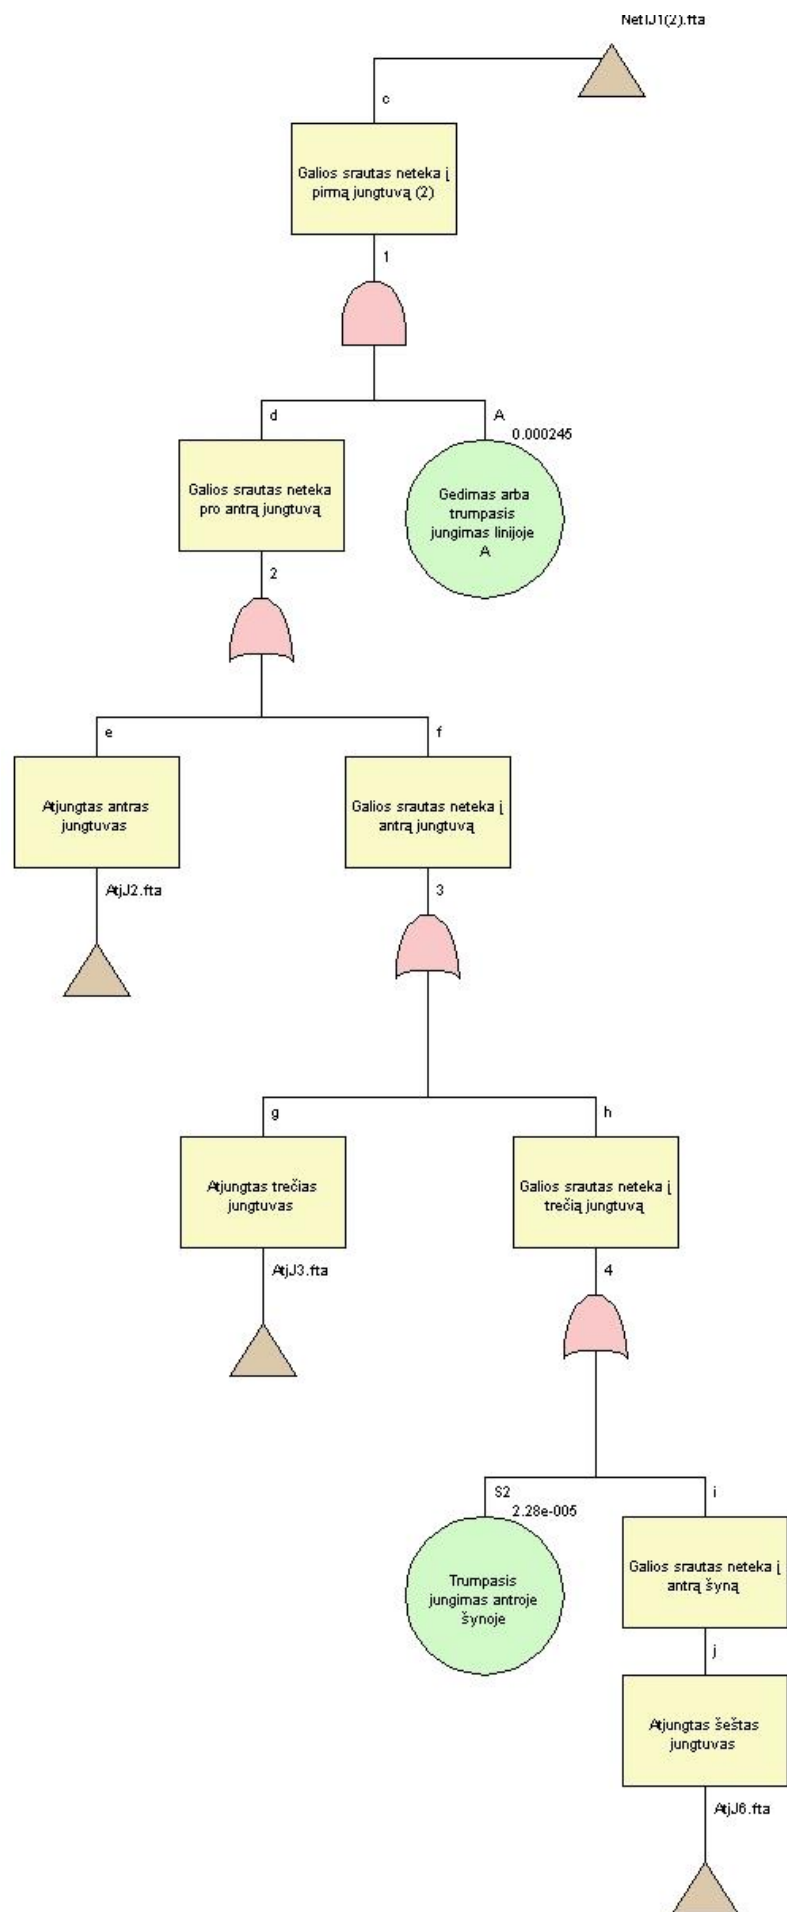 NetIJ1(2).fta
c
Galios srautas neteka į
pirmą jungtuvą (2)
1
d
A
0.000245
Galios srautas neteka
pro antrą jungtuvą
Gedimas arba
trumpasis
jungimas linijoje
A
2
e
f
Atjungtas antras
jungtuvas
Galios srautas neteka į
antrą jungtuvą
AtjJ2.fta
3
g
h
Atjungtas trečias
jungtuvas
Galios srautas neteka į
trečią jungtuvą
AtjJ3.fta
4
S2
2.28e-005
i
Trumpasis
jungimas antroje
šynoje
Galios srautas neteka į
antrą šyną
j
Atjungtas šeštas
jungtuvas
AtjJ6.fta